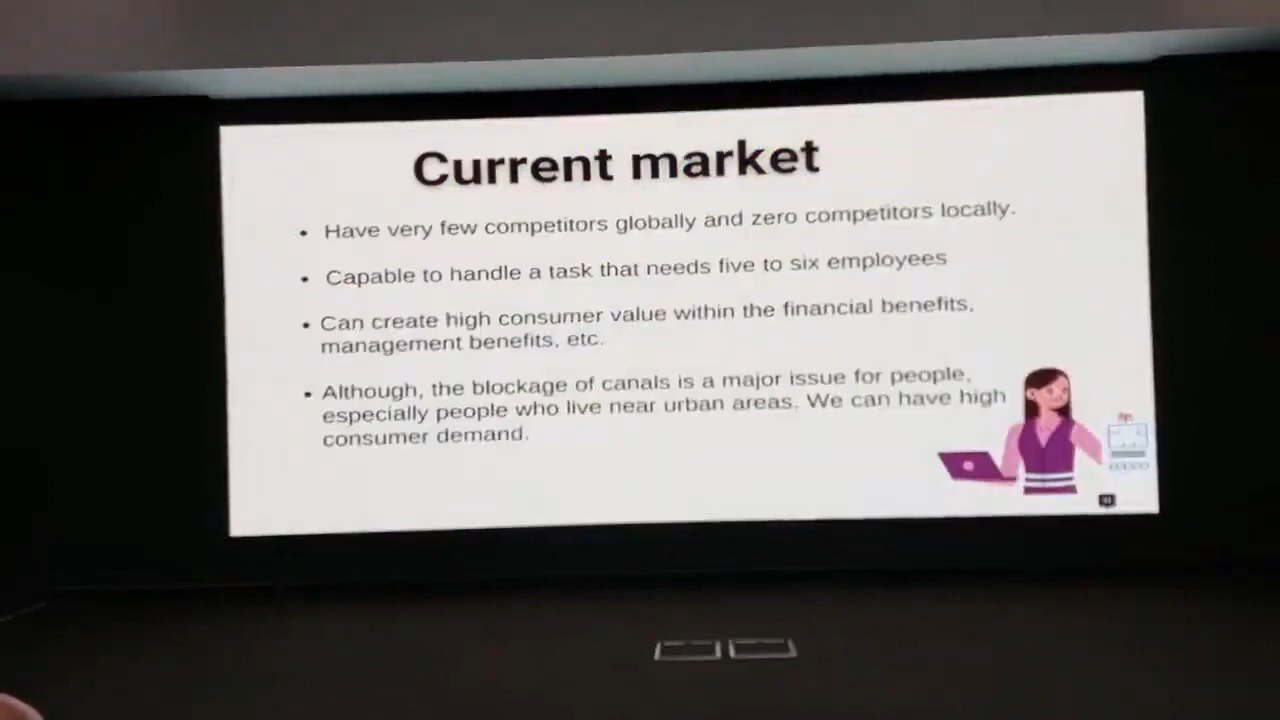 Current market
• Have very few competitors globally and zero competitors locally.
• Capable to handle a task that needs five to six employees
• Can create high consumer value within the financial benefits,
management benefits, etc.
• Although, the blockage of canals is a major issue for people,
especially people who live near urban areas. We can have high
consumer demand.